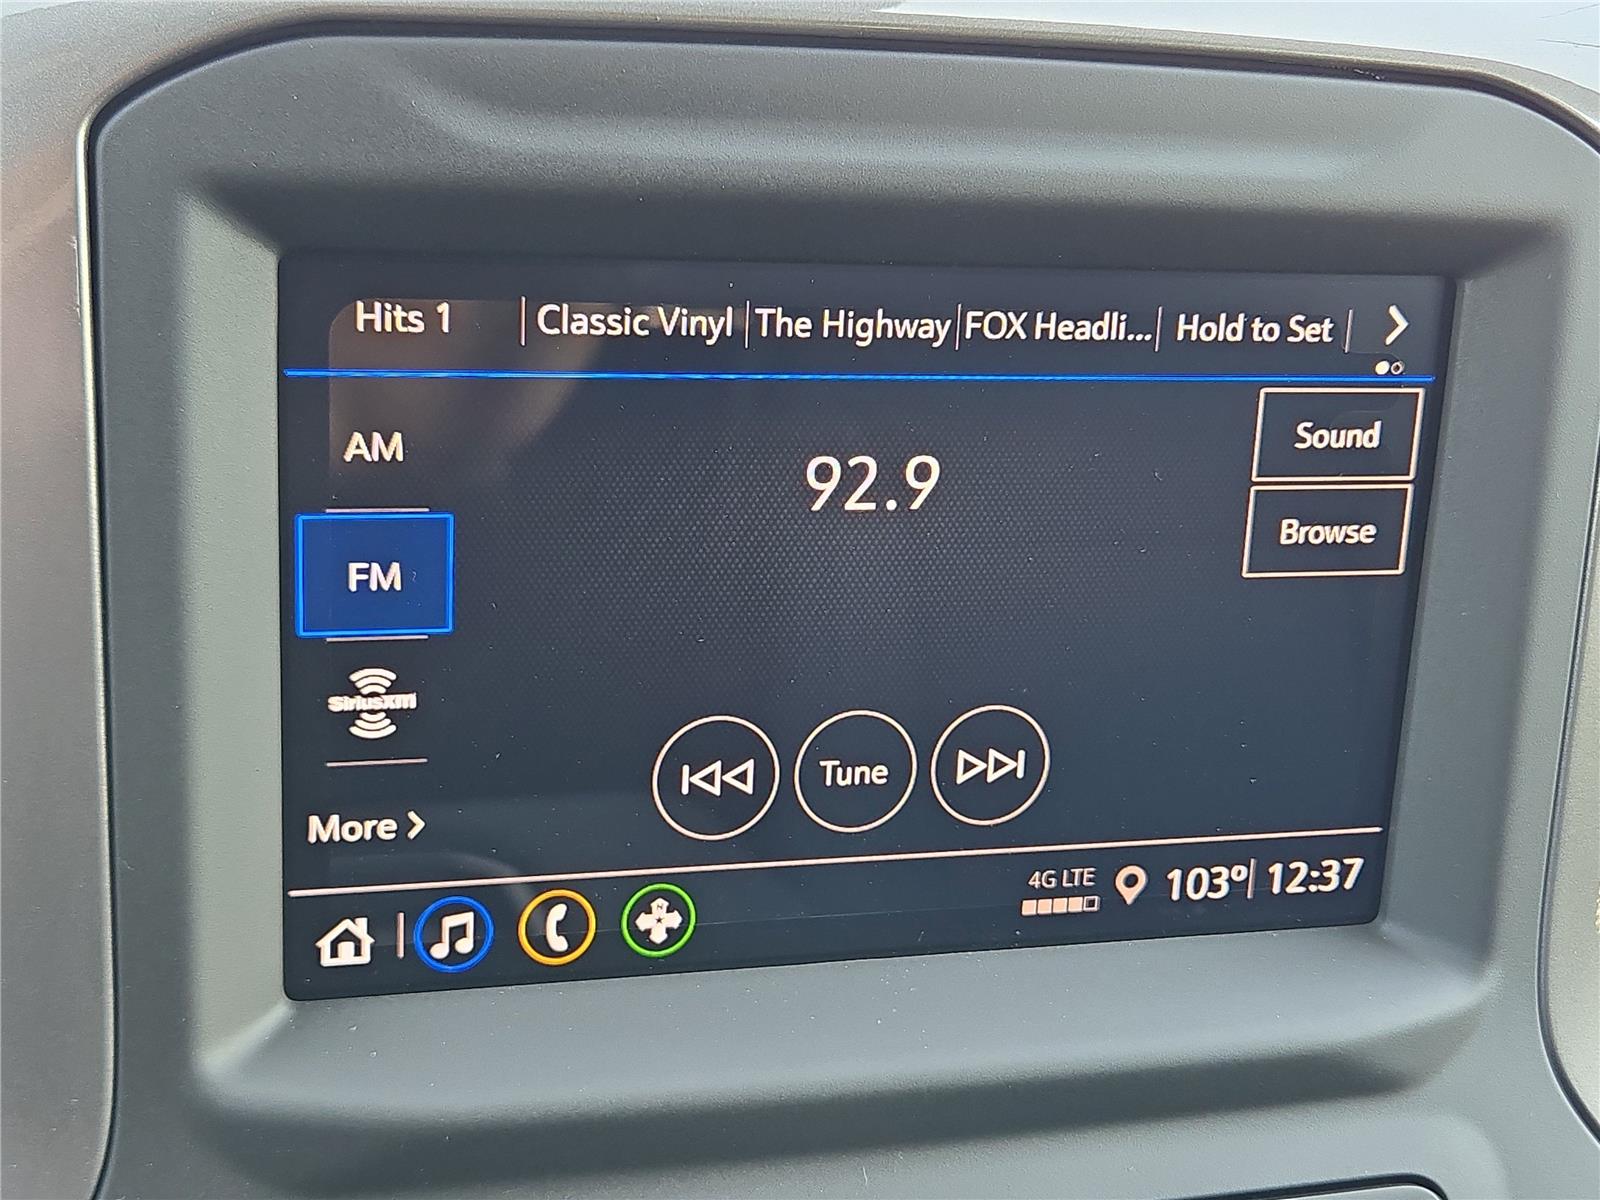 Hits 1 Classic Vinyl The Highway FOX Headli... Hold to Set
AM
Sound
92.9
Browse
FM
SiriusXM
Tune
More
4G LTE 103° 12:37
N